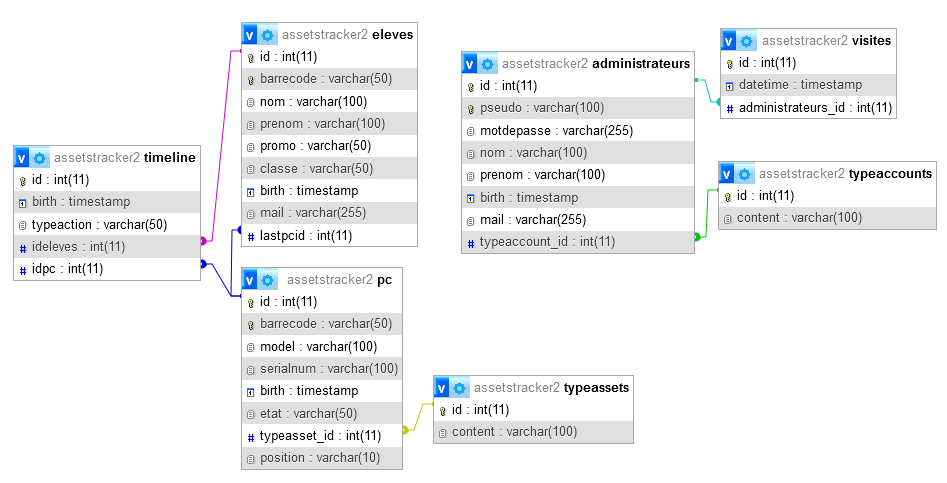 v assetstracker2 eleves
id : int(11)
barrecode : varchar(50)
nom : varchar(100)
prenom : varchar(100)
promo : varchar(50)
classe : varchar(50)
birth : timestamp
mail : varchar(255)
# lastpcid : int(11)
v assetstracker2 administrateurs
id : int(11)
pseudo : varchar(100)
motdepasse : varchar(255)
nom : varchar(100)
prenom : varchar(100)
birth : timestamp
mail : varchar(255)
# typeaccount_id : int(11)
v assetstracker2 visites
id : int(11)
datetime : timestamp
# administrateurs_id : int(11)
v assetstracker2 timeline
id : int(11)
birth : timestamp
typeaction : varchar(50)
# ideleves : int(11)
# idpc : int(11)
v assetstracker2 typeaccounts
id : int(11)
content : varchar(100)
v assetstracker2 pc
id : int(11)
barrecode : varchar(50)
model : varchar(100)
serialnum : varchar(100)
birth : timestamp
etat : varchar(50)
# typeasset_id : int(11)
position : varchar(10)
v assetstracker2 typeassets
id : int(11)
content : varchar(100)